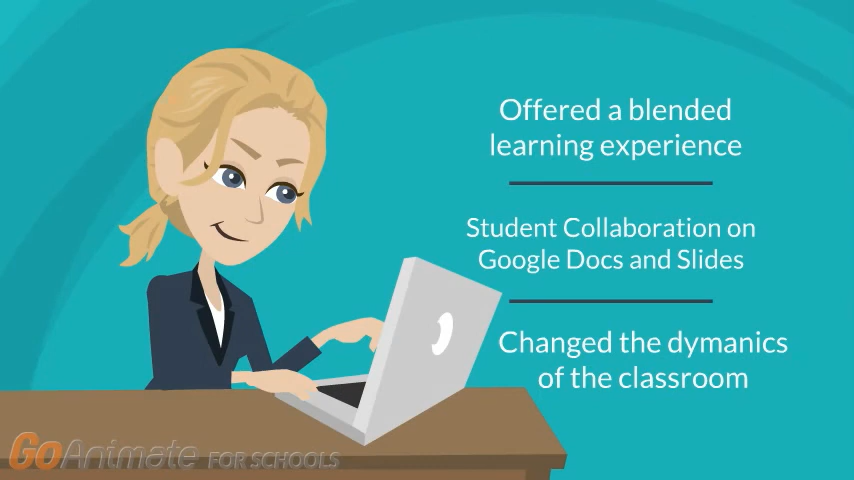 Offered a blended
learning experience
Student Collaboration on
Google Docs and Slides
Changed the dymanics
of the classroom
GoAnimate FOR SCHOOLS